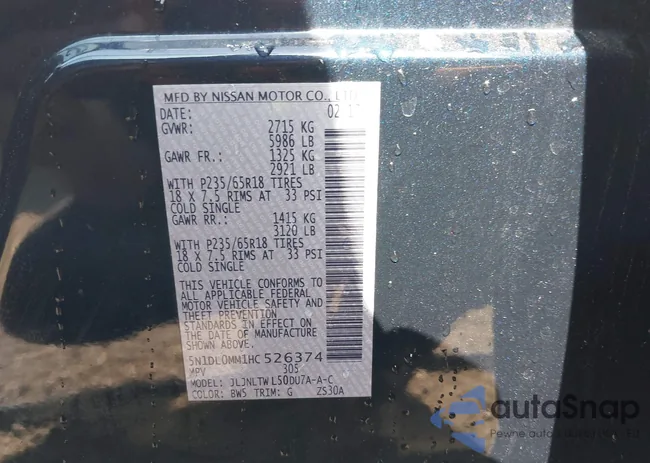 MFD BY NISSAN MOTOR CO., LTD
DATE: 02
GVWR: 2715 KG
5986 LB
GAWR FR.: 1325 KG
2921 LB
WITH P235/65R18 TIRES
18 X 7.5 RIMS AT 33 PSI
COLD SINGLE
GAWR RR.: 1415 KG
3120 LB
WITH P235/65R18 TIRES
18 X 7.5 RIMS AT 33 PSI
COLD SINGLE
THIS VEHICLE CONFORMS TO
ALL APPLICABLE FEDERAL
MOTOR VEHICLE SAFETY AND
THEFT PREVENTION
STANDARDS IN EFFECT ON
THE DATE OF MANUFACTURE
SHOWN ABOVE.
5N1DL0MM1HC526374
MPV 305
MODEL: JLJNLTWL50DU7A-A-C
COLOR: BW5 TRIM: G ZS30A
autoSnap